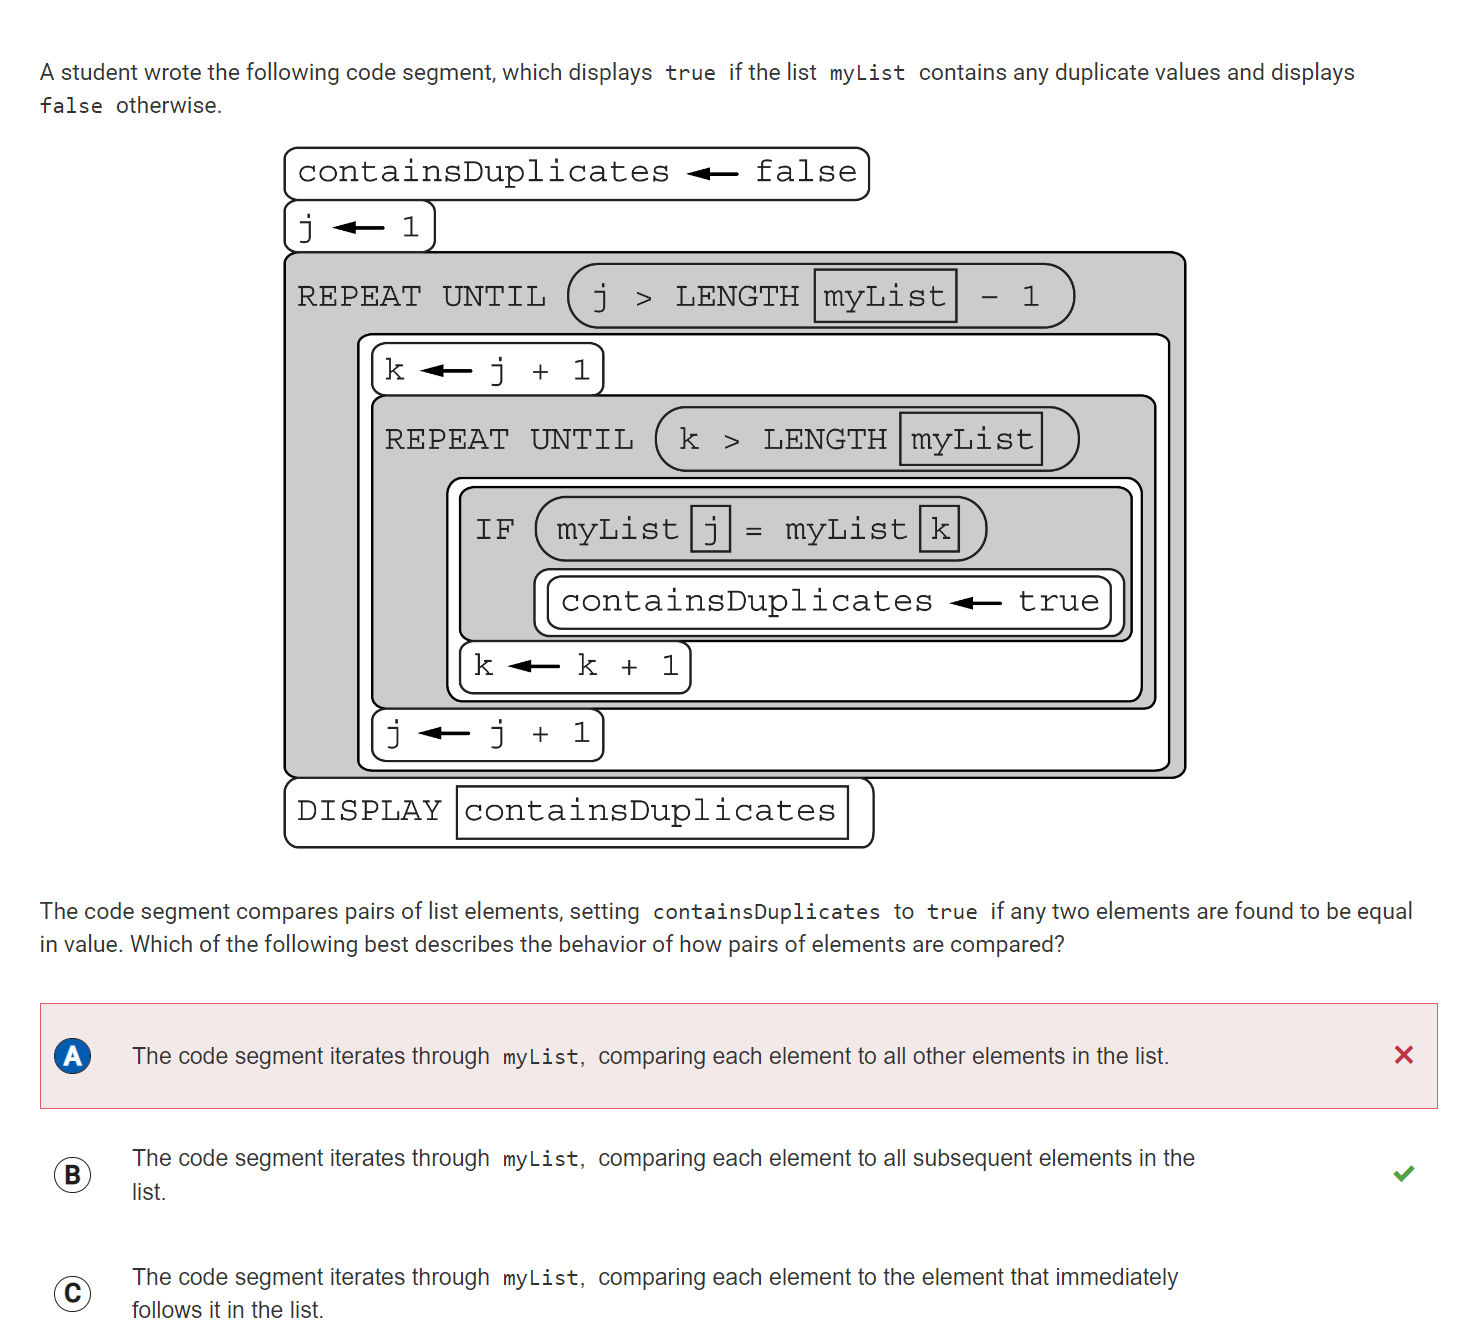 A student wrote the following code segment, which displays true if the list myList contains any duplicate values and displays
false otherwise.
containsDuplicates ← false
j ← 1
REPEAT UNTIL j > LENGTH myList - 1
k ← j + 1
REPEAT UNTIL k > LENGTH myList
IF myList j = myList k
containsDuplicates ← true
k ← k + 1
j ← j + 1
DISPLAY containsDuplicates
The code segment compares pairs of list elements, setting containsDuplicates to true if any two elements are found to be equal
in value. Which of the following best describes the behavior of how pairs of elements are compared?
A The code segment iterates through myList, comparing each element to all other elements in the list.
B The code segment iterates through myList, comparing each element to all subsequent elements in the
list.
C The code segment iterates through myList, comparing each element to the element that immediately
follows it in the list.